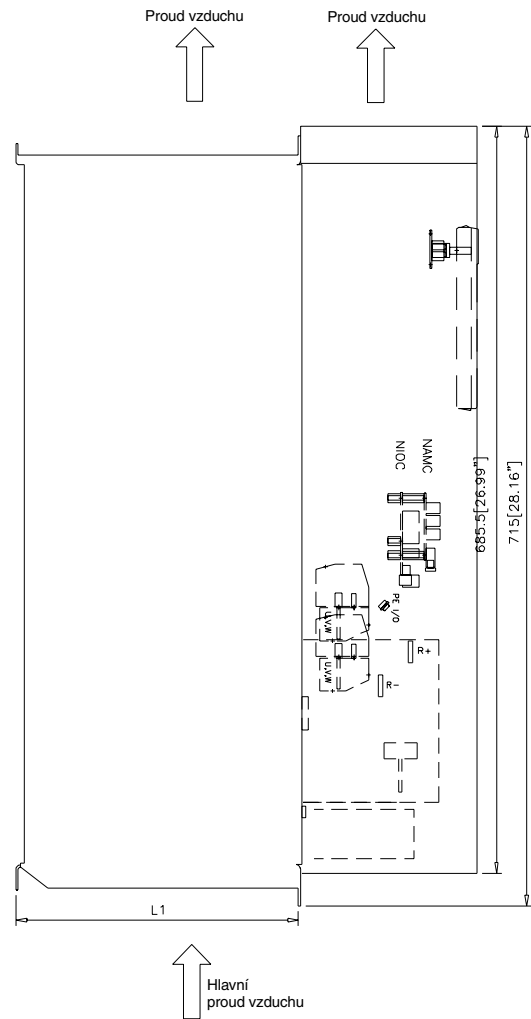 Proud vzduchu
Proud vzduchu
NIOC
NAMC
685.5[26.99"]
715[28.16"]
PE I/O
U,V,W
R+
U,V,W
R-
L1
Hlavní
proud vzduchu